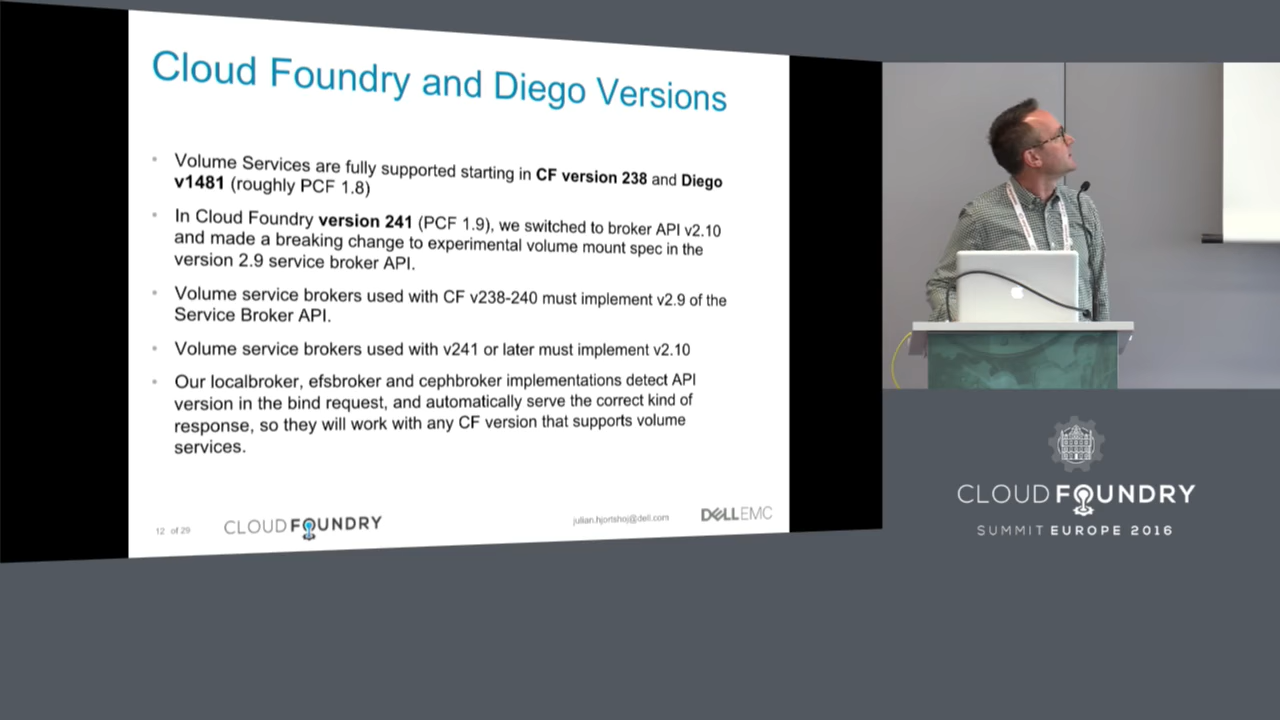 Cloud Foundry and Diego Versions
• Volume Services are fully supported starting in CF version 238 and Diego
v1481 (roughly PCF 1.8)
• In Cloud Foundry version 241 (PCF 1.9), we switched to broker API v2.10
and made a breaking change to experimental volume mount spec in the
version 2.9 service broker API.
• Volume service brokers used with CF v238-240 must implement v2.9 of the
Service Broker API.
• Volume service brokers used with v241 or later must implement v2.10
• Our localbroker, efsbroker and cephbroker implementations detect API
version in the bind request, and automatically serve the correct kind of
response, so they will work with any CF version that supports volume
services.
12 of 29
CLOUDFOUNDRY
julian.hjortshoj@dell.com
DELLEMC
CLOUD FOUNDRY
SUMMIT EUROPE 2016